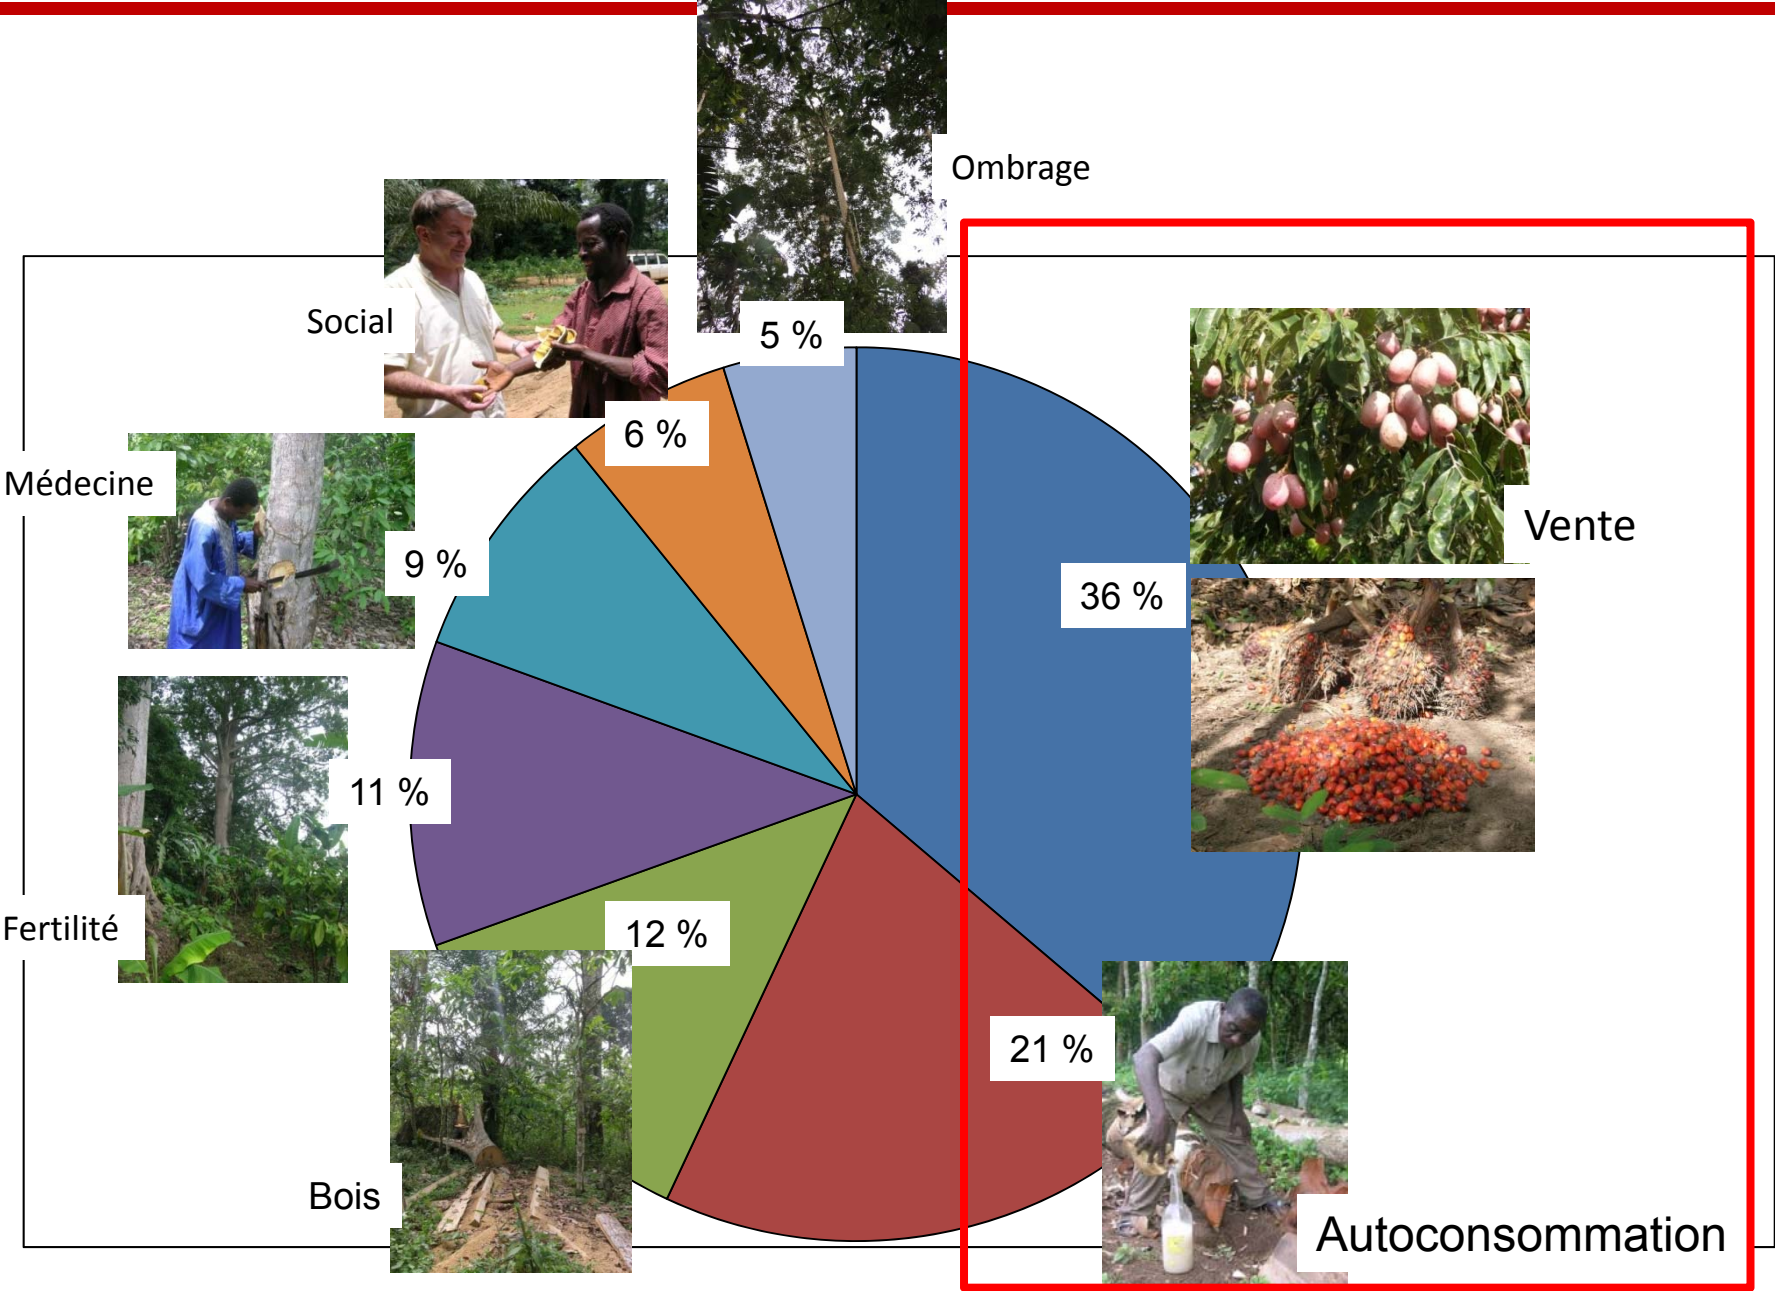 Ombrage
Social
5 %
6 %
Médecine
Vente
9 %
36 %
11 %
Fertilité
12 %
21 %
Bois
Autoconsommation